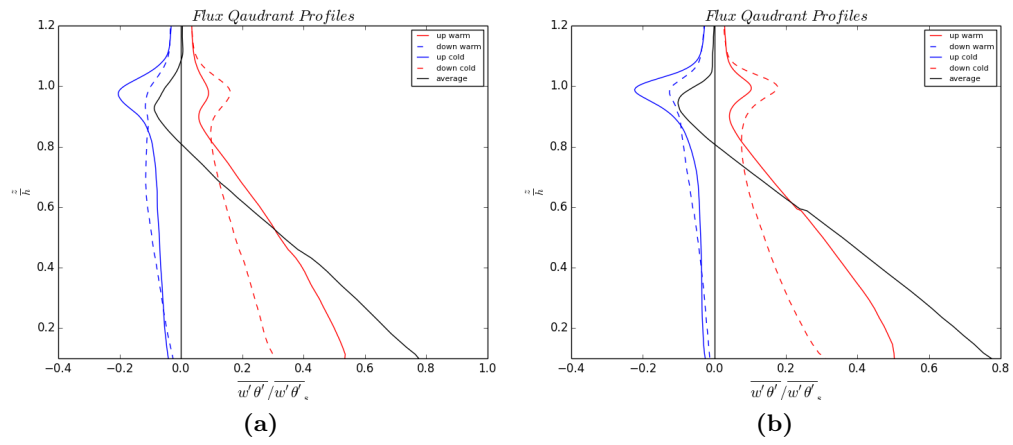 Flux Qaudrant Profiles
1.2
1.0
0.8
0.6
0.4
0.2
z/h
up warm
down warm
up cold
down cold
average
−0.4 −0.2 0.0 0.2 0.4 0.6 0.8 1.0
w′θ′/w′θ′s
(a)
Flux Qaudrant Profiles
1.2
1.0
0.8
0.6
0.4
0.2
z/h
up warm
down warm
up cold
down cold
average
−0.4 −0.2 0.0 0.2 0.4 0.6 0.8
w′θ′/w′θ′s
(b)